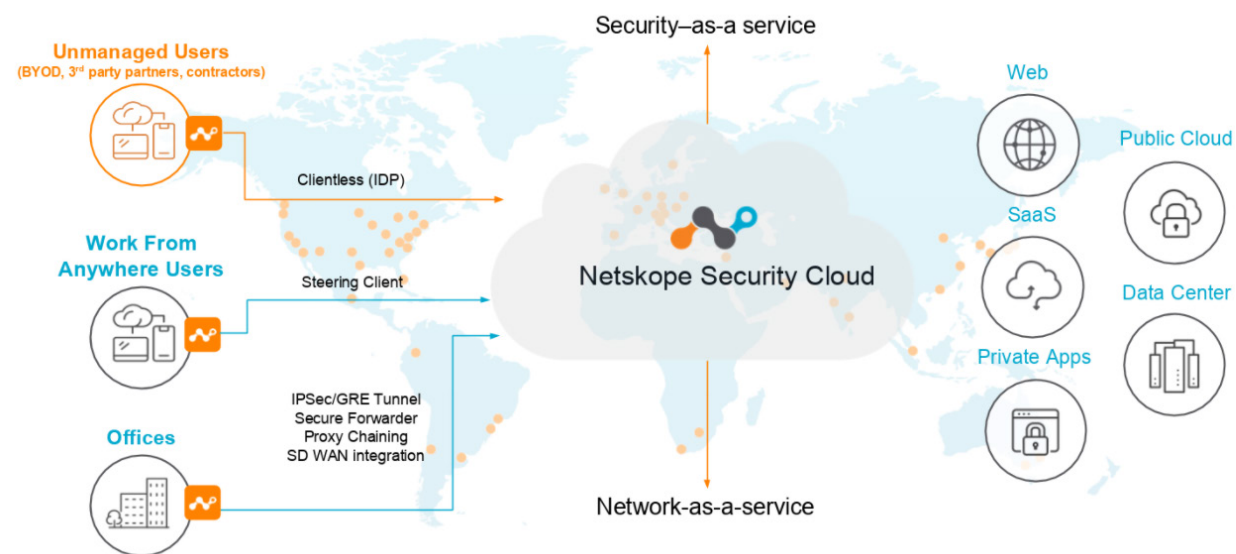 Security–as-a service
Unmanaged Users
(BYOD, 3rd party partners, contractors)
Clientless (IDP)
Work From
Anywhere Users
Steering Client
IPSec/GRE Tunnel
Secure Forwarder
Proxy Chaining
SD WAN integration
Offices
Netskope Security Cloud
Network-as-a-service
Web
Public Cloud
SaaS
Data Center
Private Apps